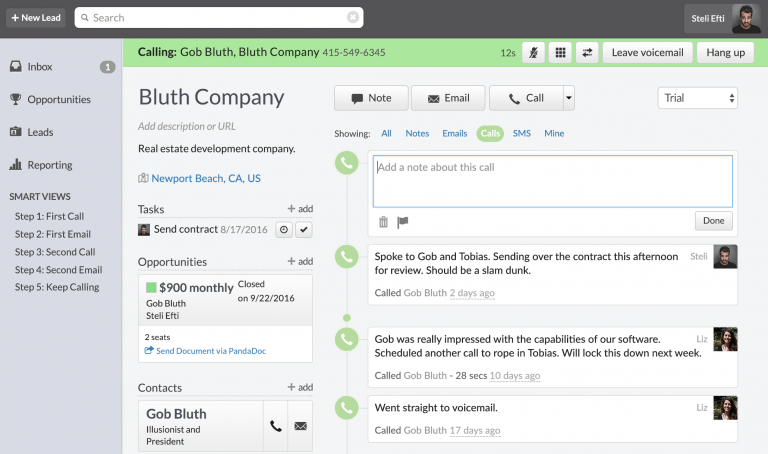 + New Lead
Search
Steli Efti
Calling: Gob Bluth, Bluth Company 415-549-6345
12s
Leave voicemail
Hang up
Inbox
1
Opportunities
Leads
Reporting
SMART VIEWS
Step 1: First Call
Step 2: First Email
Step 3: Second Call
Step 4: Second Email
Step 5: Keep Calling
Bluth Company
Add description or URL
Real estate development company.
Newport Beach, CA, US
Tasks
+ add
Send contract 8/17/2016
Opportunities
+ add
$900 monthly
Closed
on 9/22/2016
Gob Bluth
Steli Efti
2 seats
Send Document via PandaDoc
Contacts
+ add
Gob Bluth
Illusionist and
President
Note
Email
Call
Trial
Showing: All Notes Emails Calls SMS Mine
Add a note about this call
Done
Spoke to Gob and Tobias. Sending over the contract this afternoon
for review. Should be a slam dunk.
Steli
Called Gob Bluth 2 days ago
Gob was really impressed with the capabilities of our software.
Scheduled another call to rope in Tobias. Will lock this down next week.
Liz
Called Gob Bluth - 28 secs 10 days ago
Went straight to voicemail.
Liz
Called Gob Bluth 17 days ago